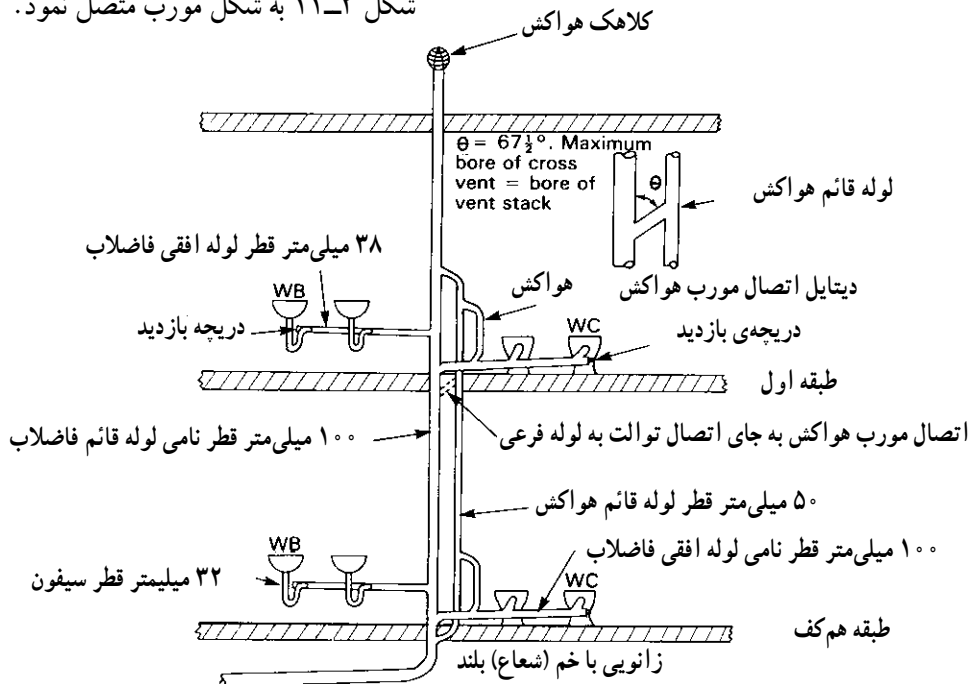 شکل ۲ــ۱۱ به شکل مورب متصل نمود.
کلاهک هواکش
θ = 67½°. Maximum
bore of cross
vent = bore of
vent stack
θ
لوله قائم هواکش
۳۸ میلی‌متر قطر لوله افقی فاضلاب
WB
هواکش
دیتایل اتصال مورب هواکش
دریچه بازدید
WC
دریچه‌ی بازدید
طبقه اول
۱۰۰ میلی‌متر قطر نامی لوله قائم فاضلاب
اتصال مورب هواکش به جای اتصال توالت به لوله فرعی
۵۰ میلی‌متر قطر لوله قائم هواکش
WB
۱۰۰ میلی‌متر قطر نامی لوله افقی فاضلاب
۳۲ میلیمتر قطر سیفون
WC
طبقه هم‌کف
زانویی با خم (شعاع) بلند